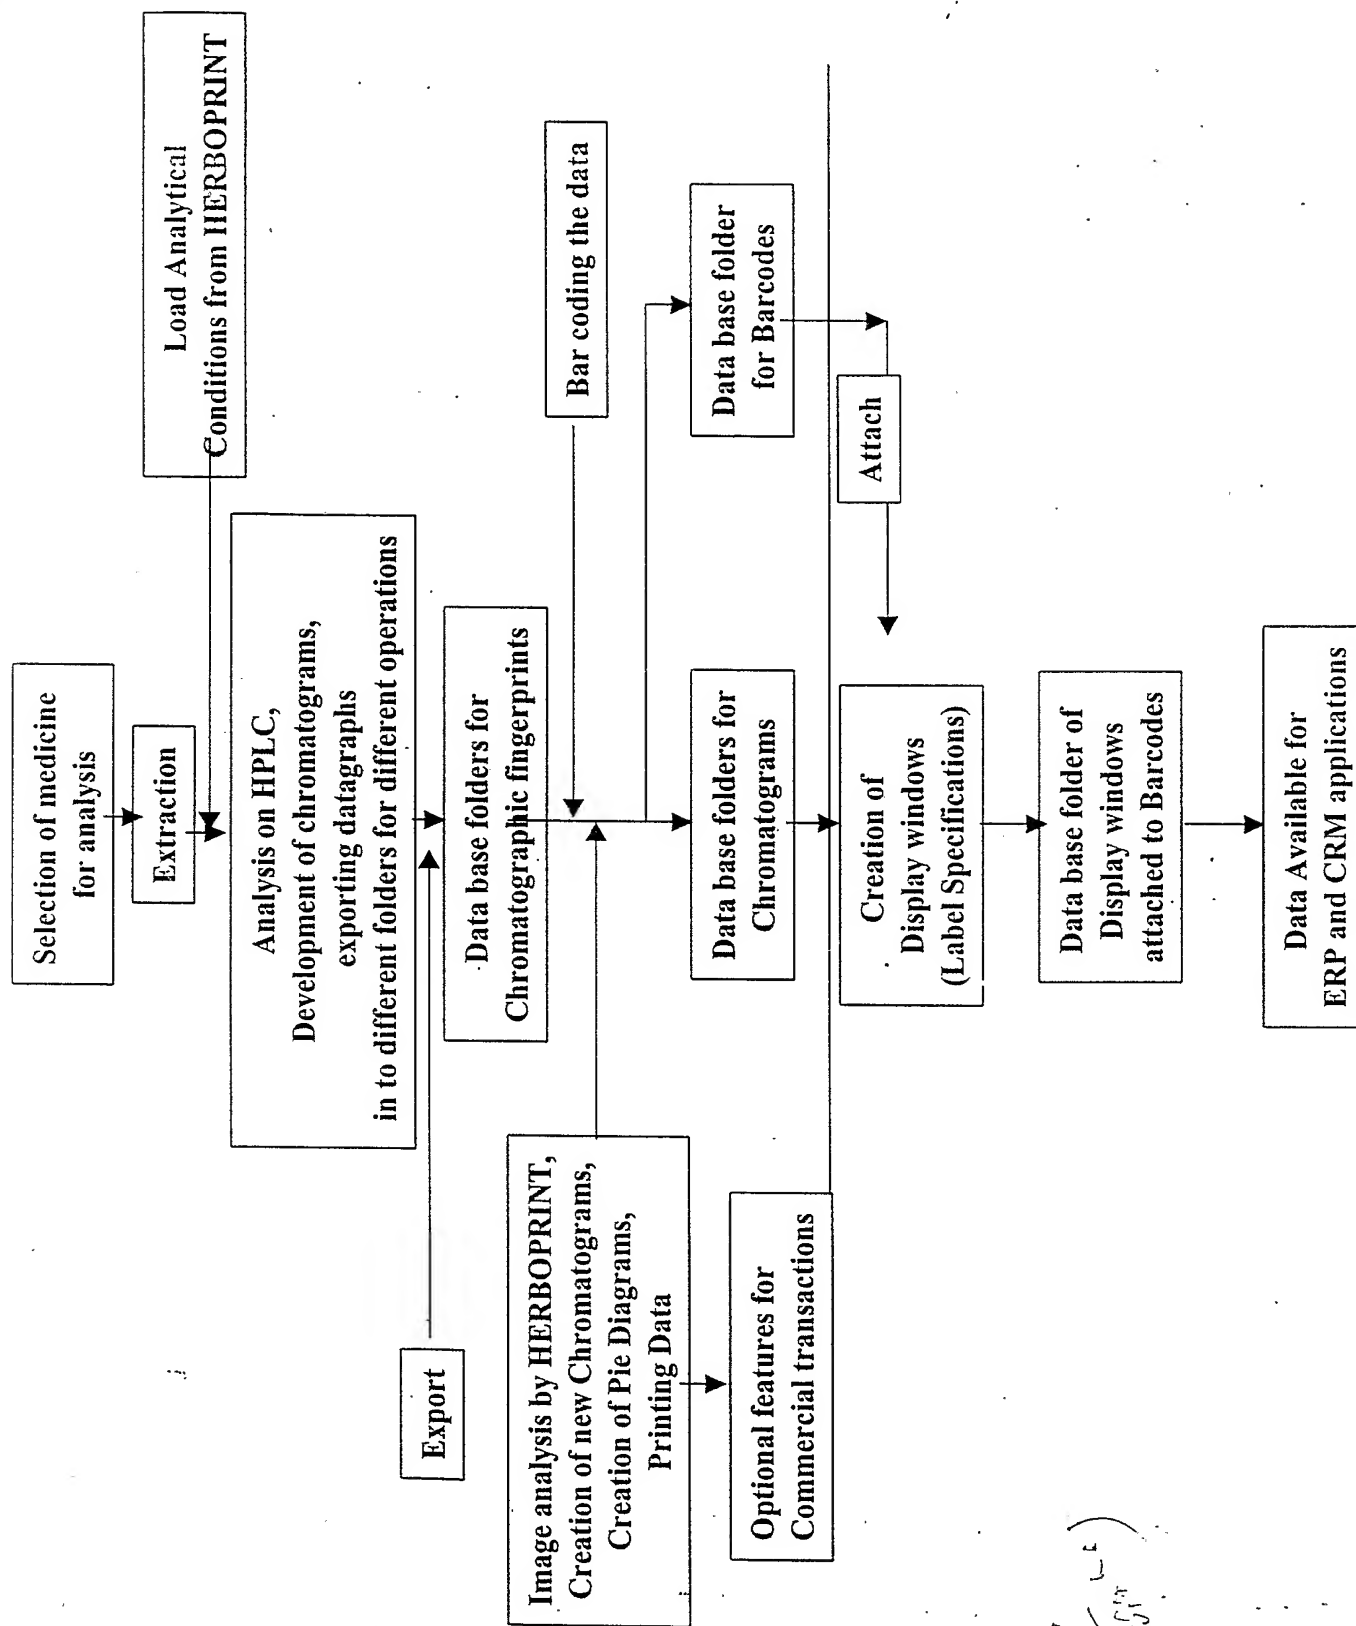 Selection of medicine
for analysis
Extraction
Load Analytical
Conditions from HERBOPRINT
Analysis on HPLC,
Development of chromatograms,
exporting datagraphs
in to different folders for different operations
Export
Data base folders for
Chromatographic fingerprints
Bar coding the data
Image analysis by HERBOPRINT,
Creation of new Chromatograms,
Creation of Pie Diagrams,
Printing Data
Data base folders for
Chromatograms
Data base folder
for Barcodes
Optional features for
Commercial transactions
Attach
Creation of
Display windows
(Label Specifications)
Data base folder of
Display windows
attached to Barcodes
Data Available for
ERP and CRM applications